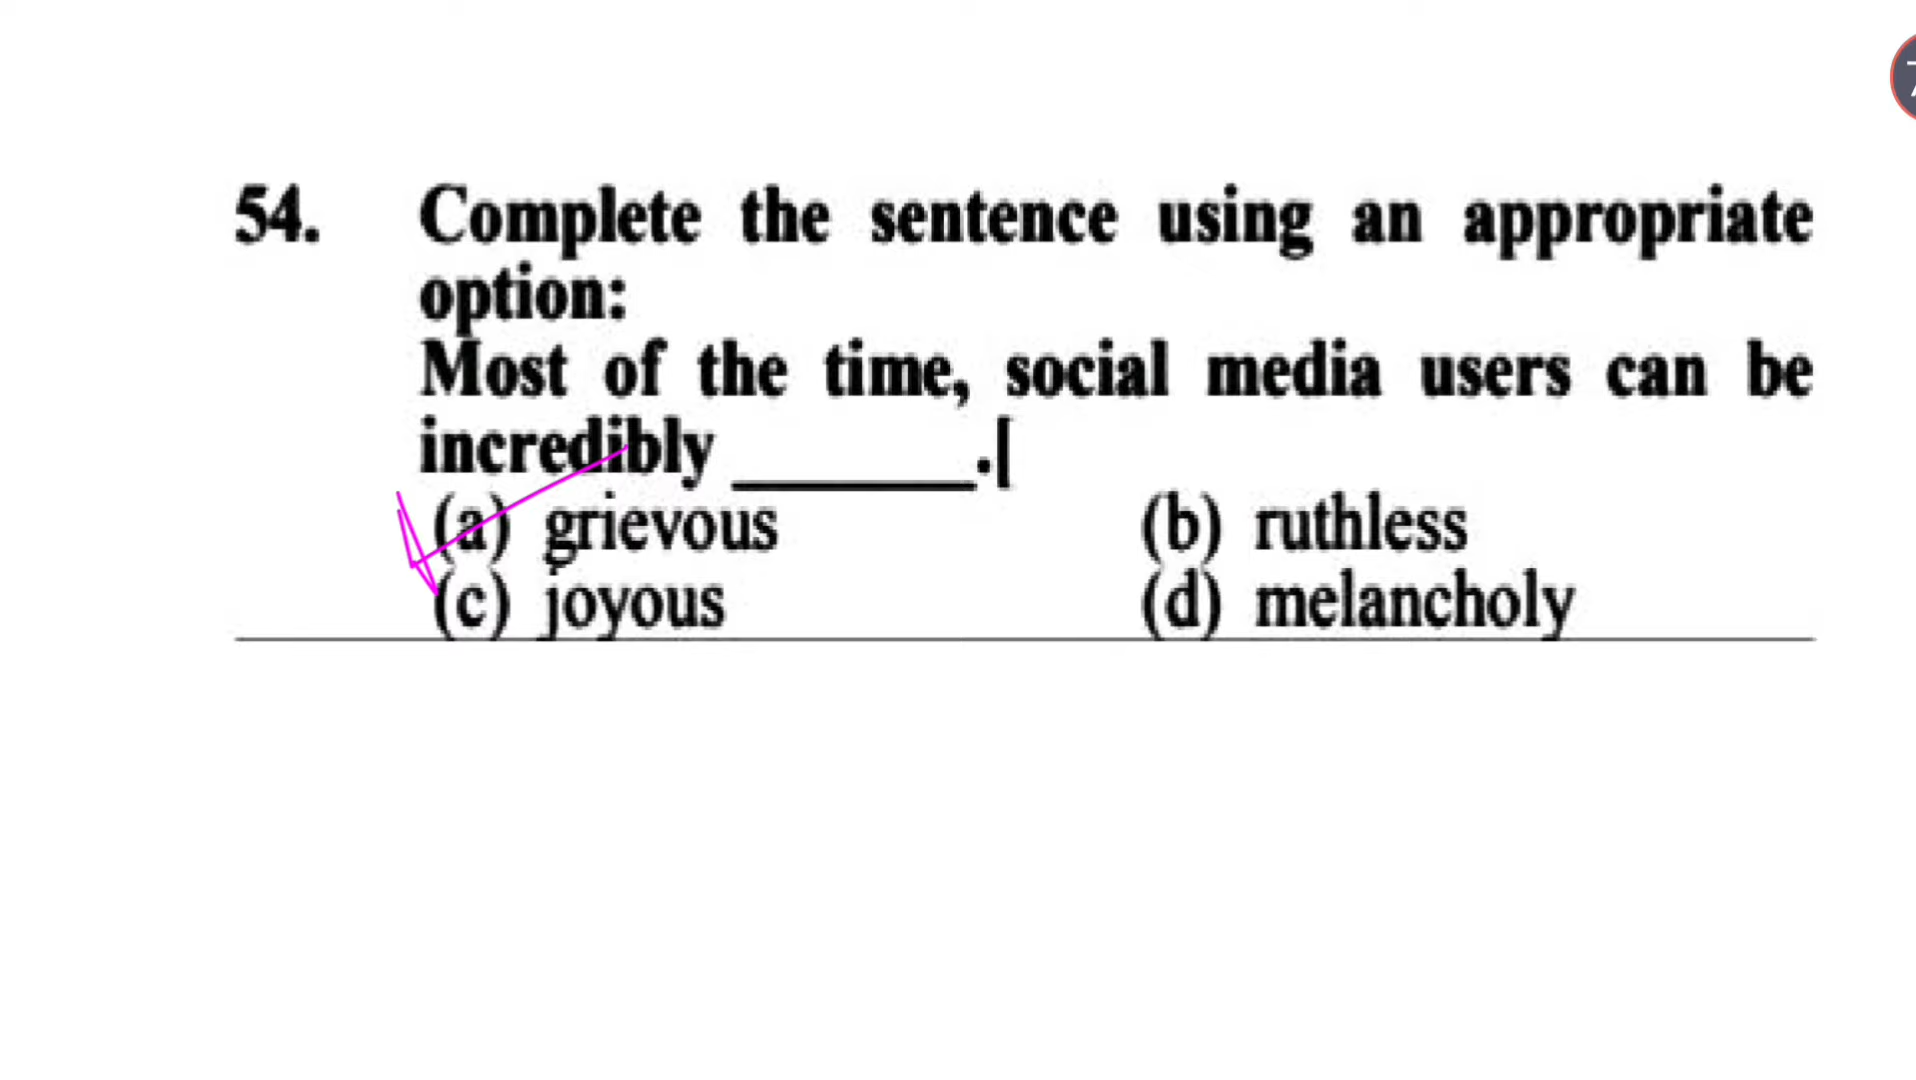 54. Complete the sentence using an appropriate
option:
Most of the time, social media users can be
incredibly ________.[
(a) grievous (b) ruthless
(c) joyous (d) melancholy